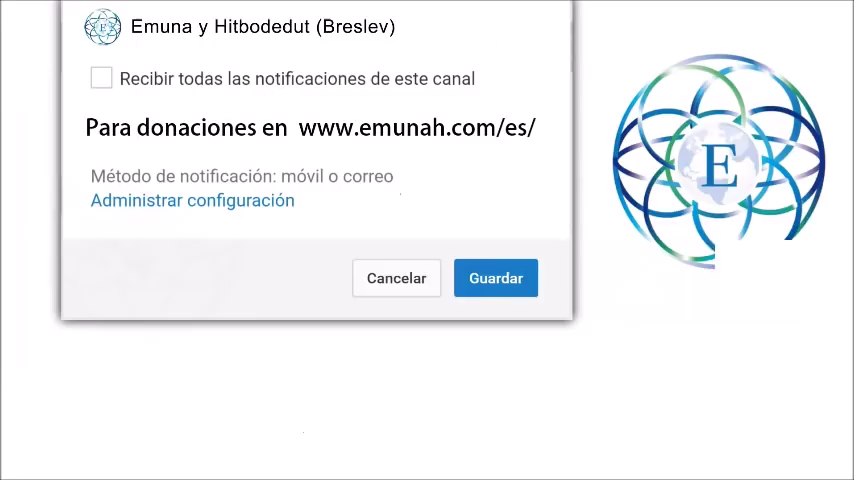 Emuna y Hitbodedut (Breslev)
Recibir todas las notificaciones de este canal
Para donaciones en www.emunah.com/es/
Método de notificación: móvil o correo
Administrar configuración
Cancelar Guardar
E